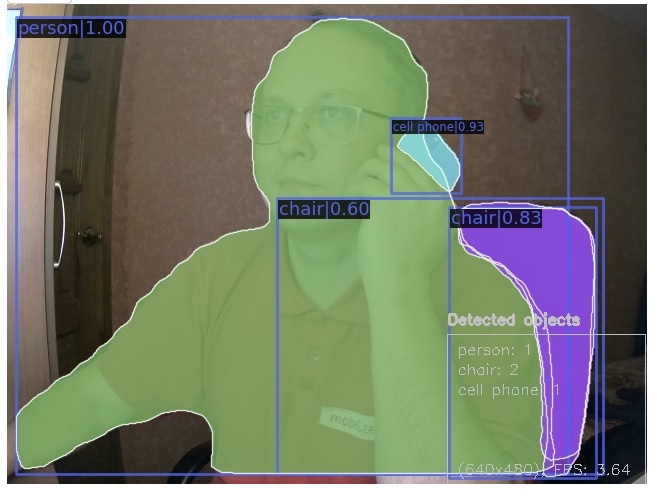 person|1.00
cell phone|0.93
chair|0.60
chair|0.83
Detected objects
person: 1
chair: 2
cell phone: 1
(640x480), FPS: 3.64